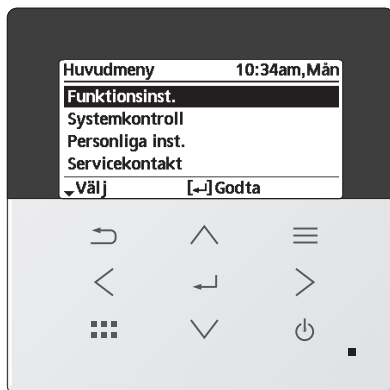 Huvudmeny 10:34am,Mån
Funktionsinst.
Systemkontroll
Personliga inst.
Servicekontakt
Välj [↵]Godta